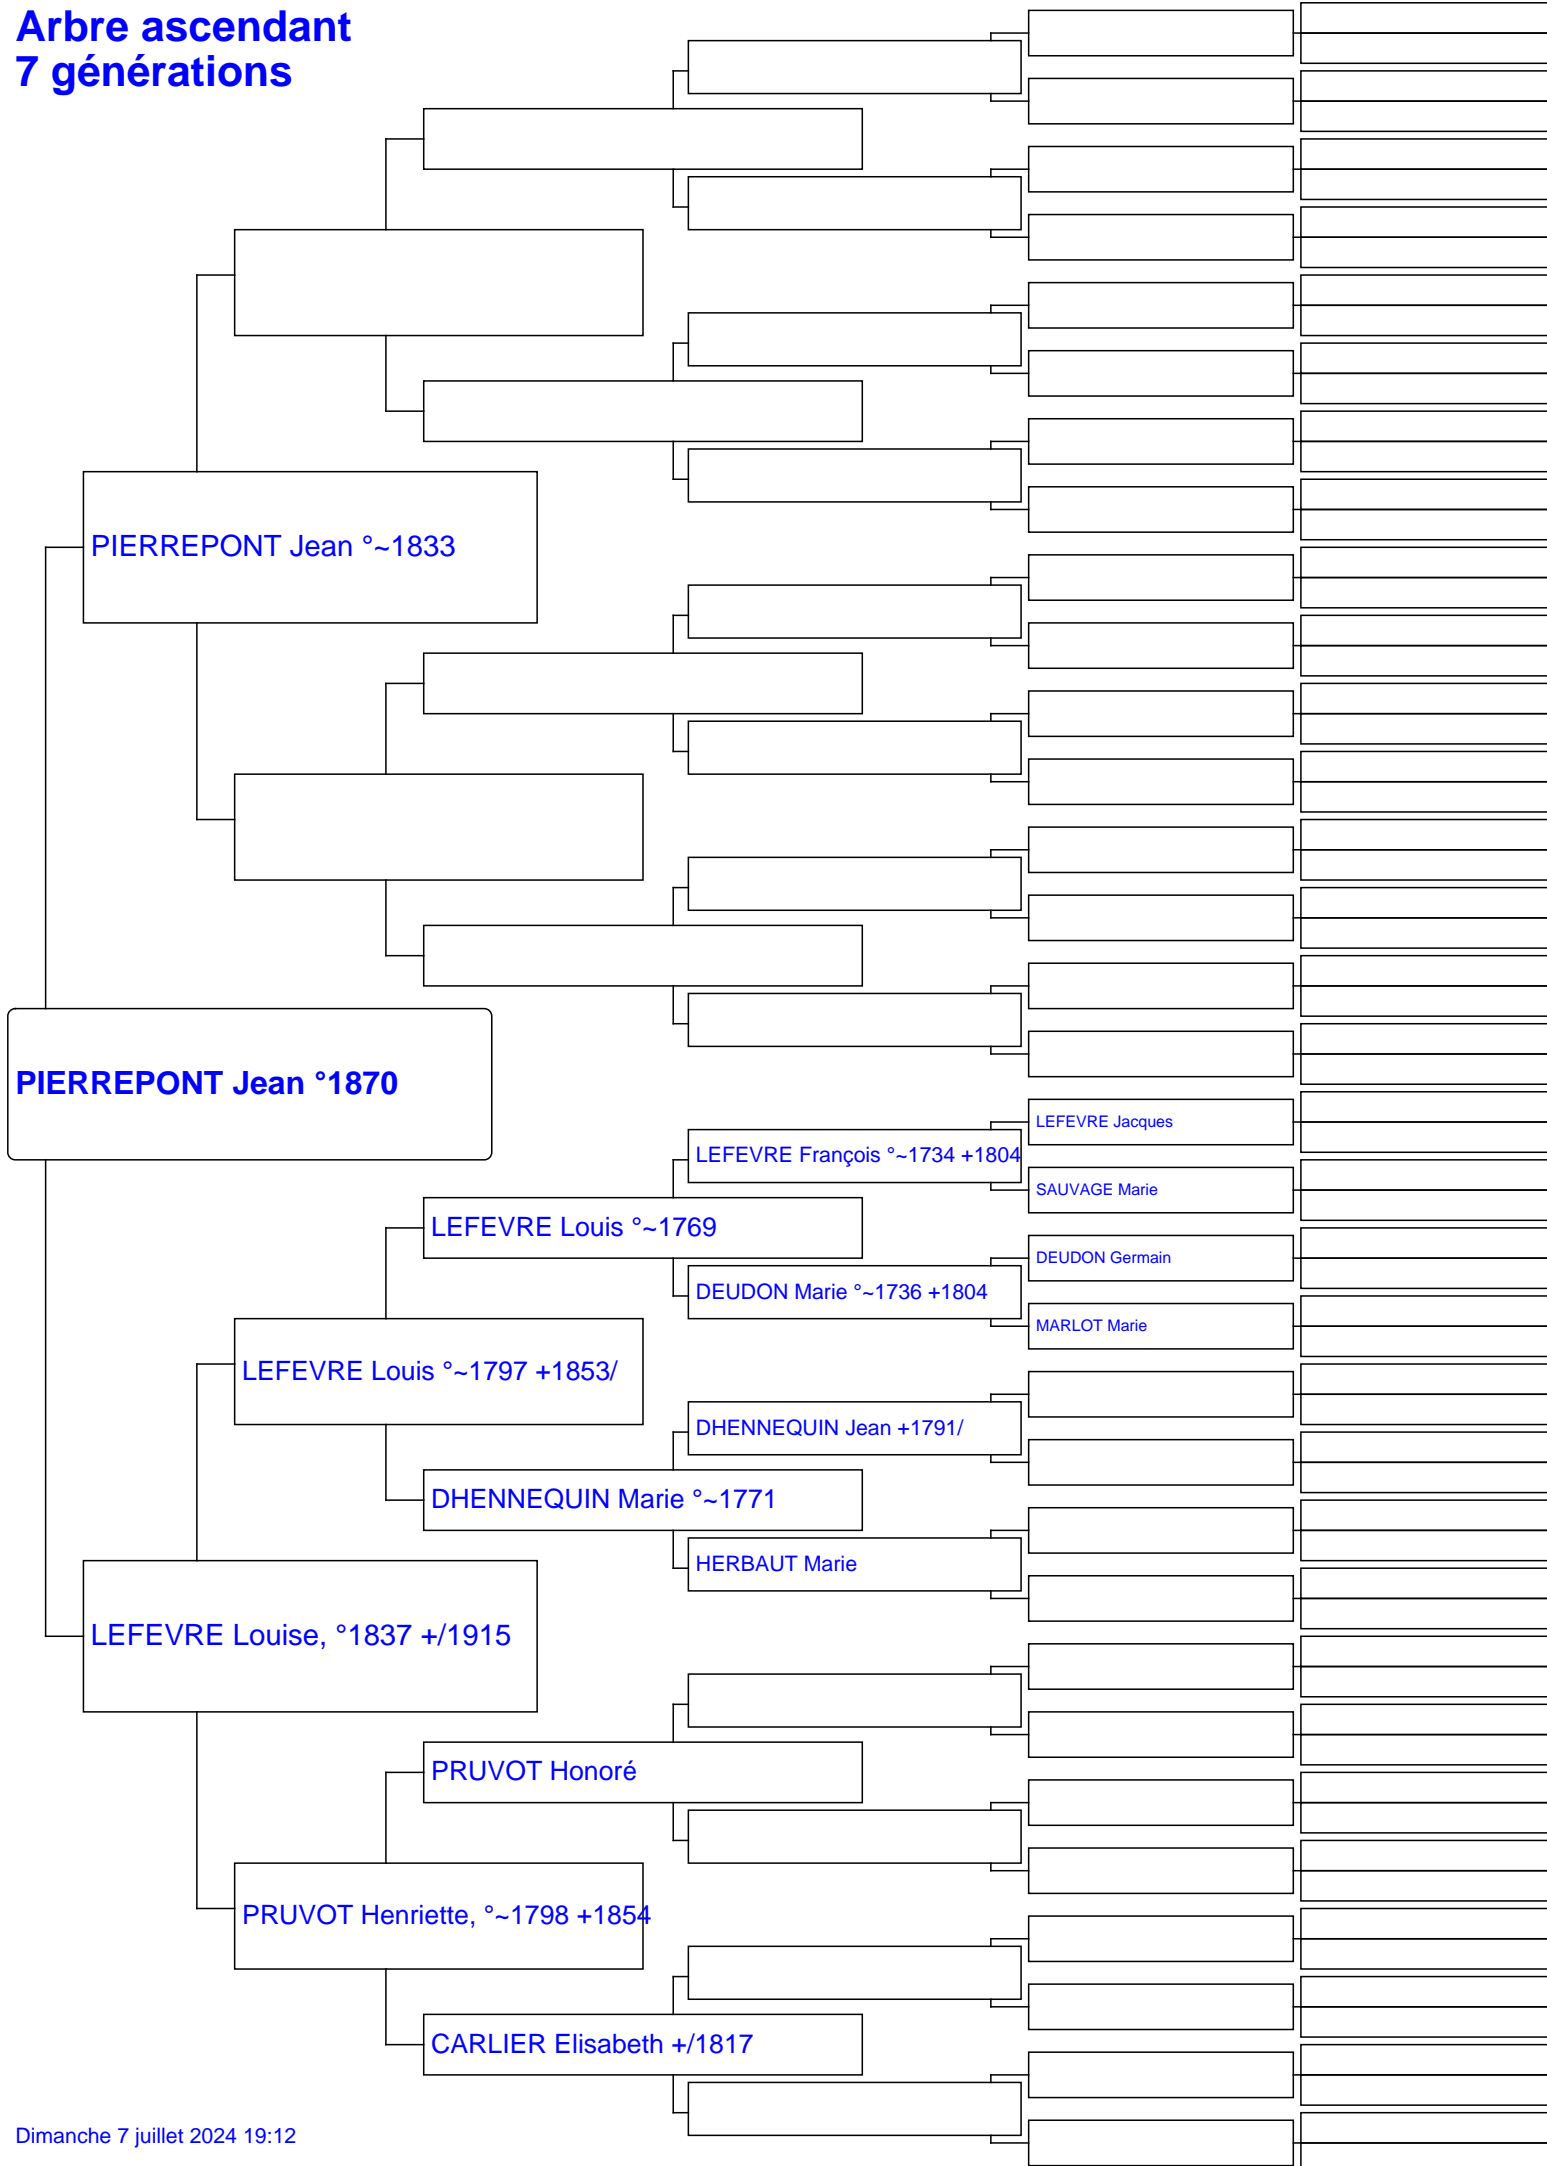 Arbre ascendant
7 générations
PIERREPONT Jean °~1833
PIERREPONT Jean °1870
LEFEVRE Jacques
LEFEVRE François °~1734 +1804
SAUVAGE Marie
LEFEVRE Louis °~1769
DEUDON Germain
DEUDON Marie °~1736 +1804
MARLOT Marie
LEFEVRE Louis °~1797 +1853/
DHENNEQUIN Jean +1791/
DHENNEQUIN Marie °~1771
HERBAUT Marie
LEFEVRE Louise, °1837 +/1915
PRUVOT Honoré
PRUVOT Henriette, °~1798 +1854
CARLIER Elisabeth +/1817
Dimanche 7 juillet 2024 19:12